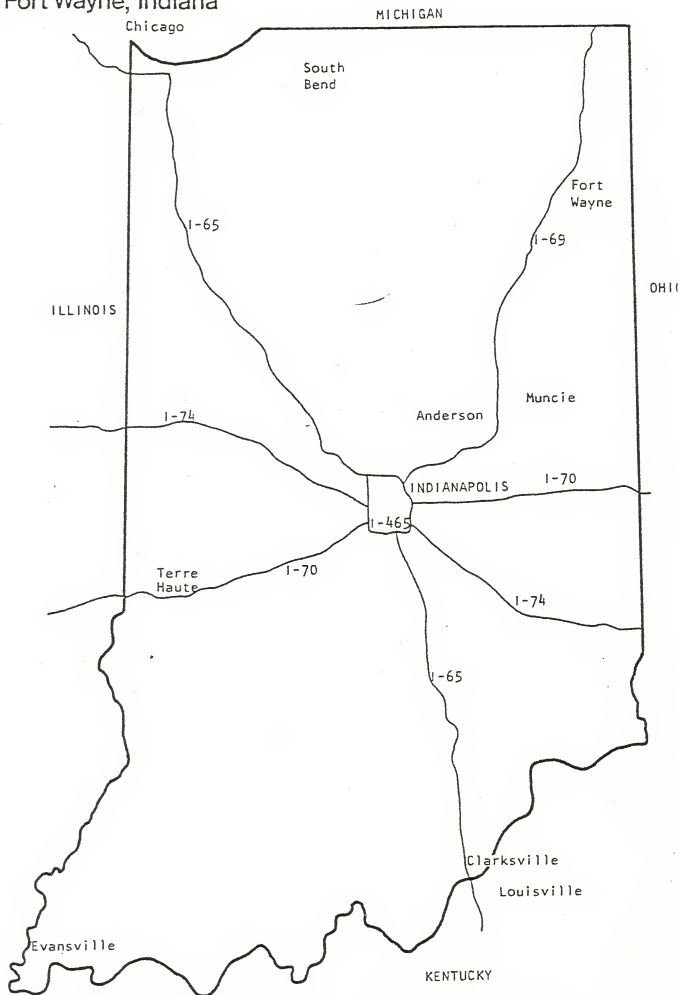 Fort Wayne, Indiana
MICHIGAN
Chicago
South
Bend
Fort
Wayne
I-65
I-69
OHI
ILLINOIS
Muncie
Anderson
I-74
I-70
INDIANAPOLIS
I-465
Terre
Haute
I-70
I-74
I-65
Clarksville
Louisville
Evansville
KENTUCKY